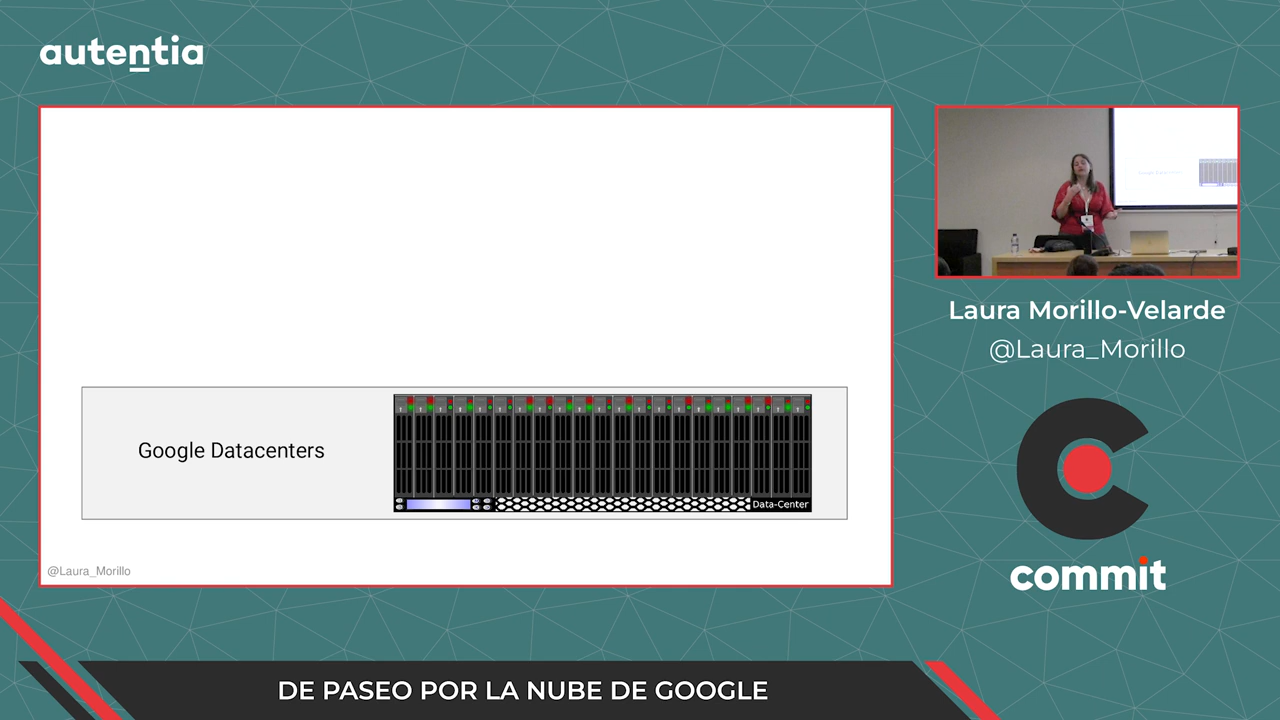 autentia
Google Datacenters
Data-Center
@Laura_Morillo
Laura Morillo-Velarde
@Laura_Morillo
commit
DE PASEO POR LA NUBE DE GOOGLE